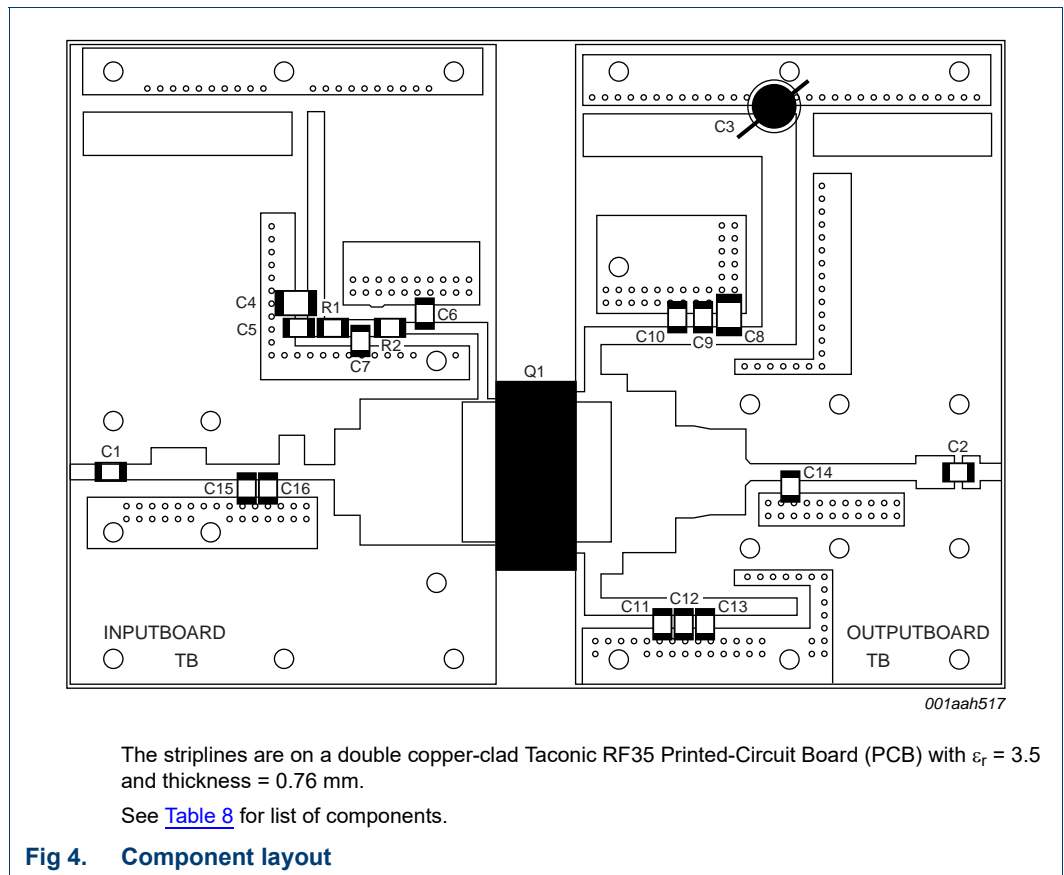 C3
C4
R1
C6
C5
R2
C7
C10
C9
C8
Q1
C1
C2
C15
C16
C14
C11
C12
C13
INPUTBOARD
TB
OUTPUTBOARD
TB
001aah517
The striplines are on a double copper-clad Taconic RF35 Printed-Circuit Board (PCB) with εr = 3.5
and thickness = 0.76 mm.
See Table 8 for list of components.
Fig 4. Component layout